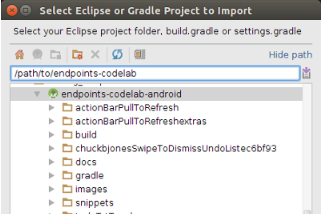 Select Eclipse or Gradle Project to Import
Select your Eclipse project folder, build.gradle or settings.gradle
Hide path
/path/to/endpoints-codelab
endpoints-codelab-android
actionBarPullToRefresh
actionBarPullToRefreshextras
build
chuckbjonesSwipeToDismissUndoListec6bf93
docs
gradle
images
snippets